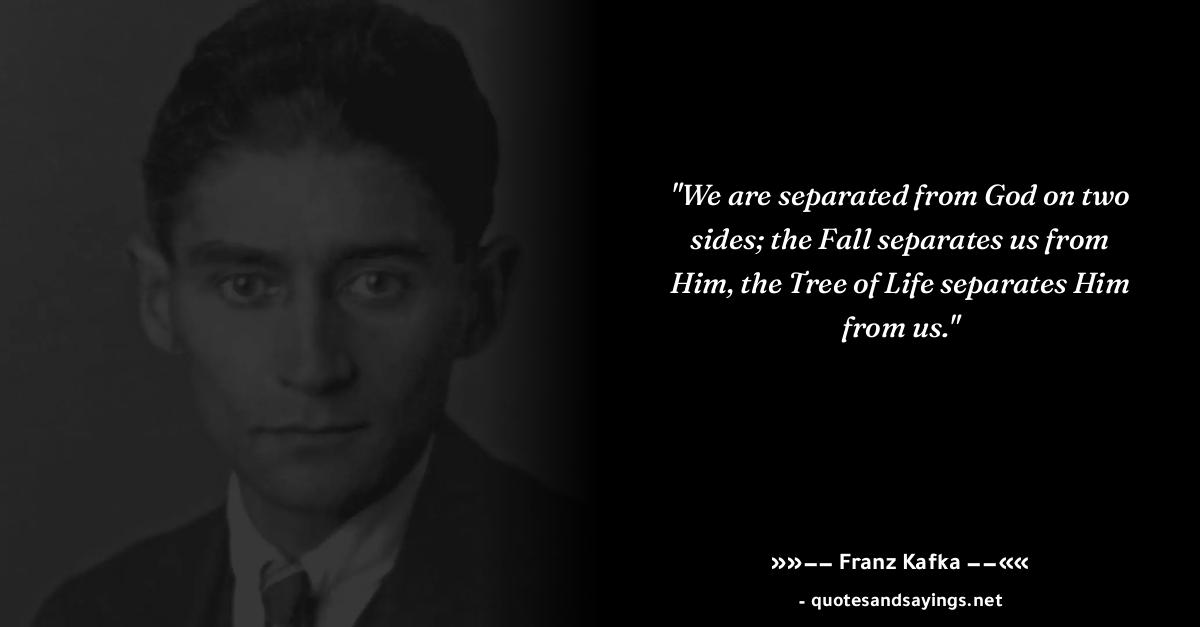 "We are separated from God on two
sides; the Fall separates us from
Him, the Tree of Life separates Him
from us."
»»−− Franz Kafka −−««
- quotesandsayings.net